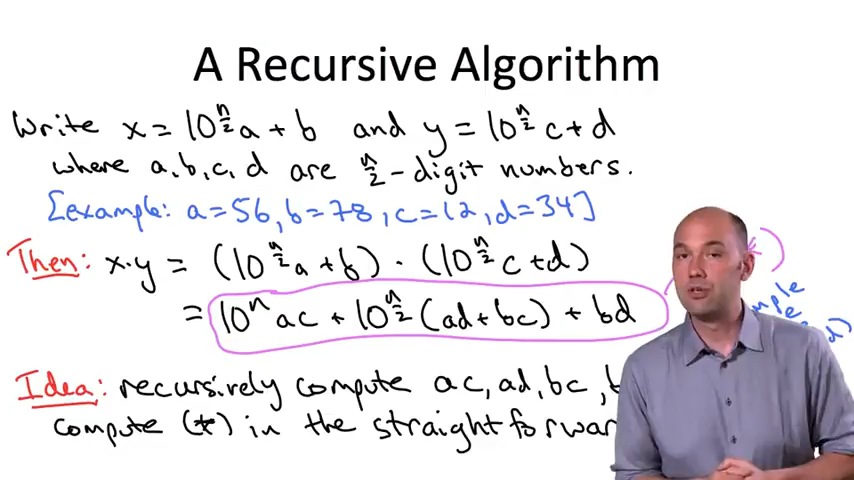 A Recursive Algorithm
Write x = 10^(n/2) a + b and y = 10^(n/2) c + d
where a, b, c, d are n/2 - digit numbers.
[example: a = 56, b = 78, c = 12, d = 34]
Then: x·y = (10^(n/2) a + b) · (10^(n/2) c + d)
= 10^n ac + 10^(n/2) (ad + bc) + bd
Idea: recursively compute ac, ad, bc,
compute (*) in the straightforwar